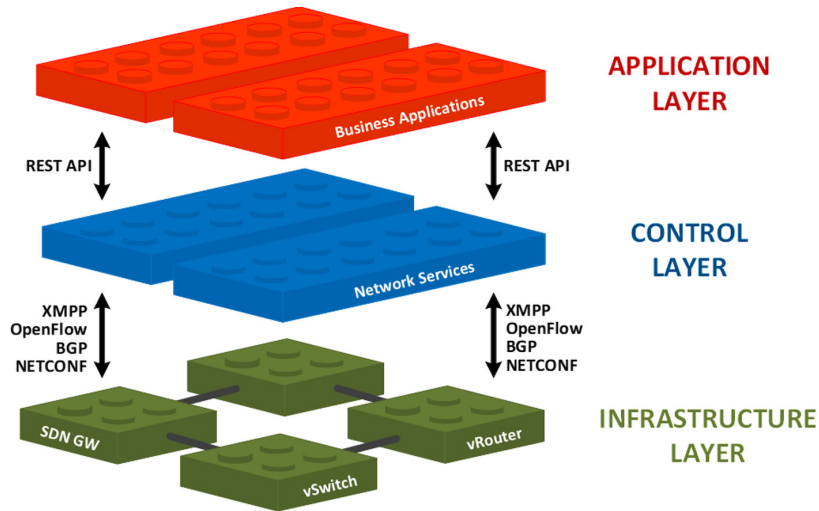 APPLICATION
LAYER
Business Applications
REST API
REST API
CONTROL
LAYER
Network Services
XMPP
OpenFlow
BGP
NETCONF
XMPP
OpenFlow
BGP
NETCONF
INFRASTRUCTURE
LAYER
SDN GW
vRouter
vSwitch